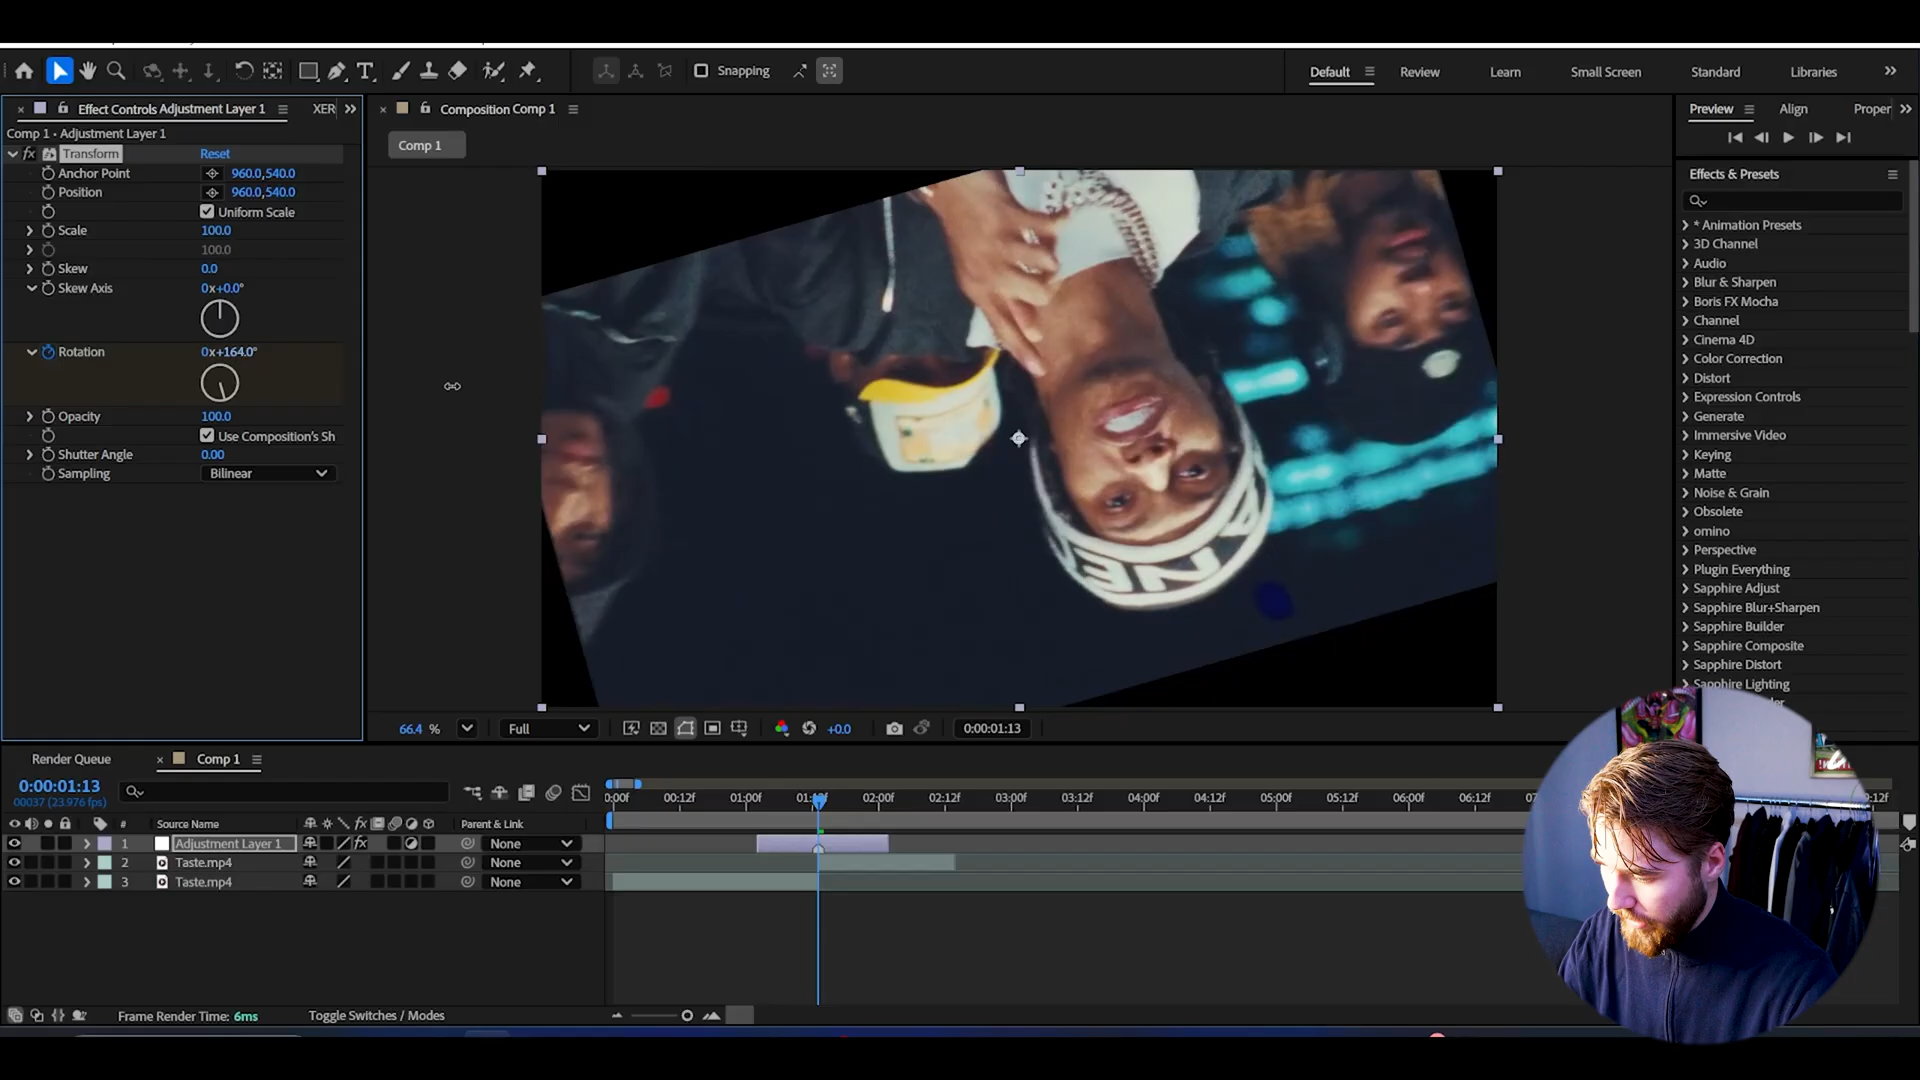 Snapping
Default
Review
Learn
Small Screen
Standard
Libraries
Effect Controls Adjustment Layer 1
XER
Composition Comp 1
Preview
Align
Proper
Comp 1 • Adjustment Layer 1
Comp 1
fx Transform Reset
Anchor Point 960.0,540.0
Position 960.0,540.0
Uniform Scale
Scale 100.0
100.0
Skew 0.0
Skew Axis 0x+0.0°
Rotation 0x+164.0°
Opacity 100.0
Use Composition's Sh
Shutter Angle 0.00
Sampling Bilinear
Effects & Presets
* Animation Presets
3D Channel
Audio
Blur & Sharpen
Boris FX Mocha
Channel
Cinema 4D
Color Correction
Distort
Expression Controls
Generate
Immersive Video
Keying
Matte
Noise & Grain
Obsolete
omino
Perspective
Plugin Everything
Sapphire Adjust
Sapphire Blur+Sharpen
Sapphire Builder
Sapphire Composite
Sapphire Distort
Sapphire Lighting
66.4 %
Full
+0.0
0:00:01:13
Render Queue
Comp 1
0:00:01:13
00037 (23.976 fps)
# Source Name
Parent & Link
1 Adjustment Layer 1 fx None
2 Taste.mp4 None
3 Taste.mp4 None
00:12f 01:00f 02:00f 02:12f 03:00f 03:12f 04:00f 04:12f 05:00f 05:12f 06:00f 06:12f
Frame Render Time: 6ms
Toggle Switches / Modes